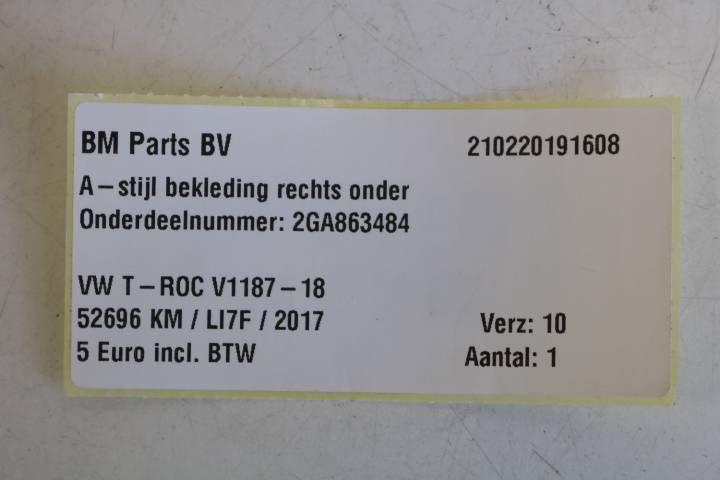 BM Parts BV 210220191608
A-stijl bekleding rechts onder
Onderdeelnummer: 2GA863484
VW T-ROC V1187-18
52696 KM / LI7F / 2017 Verz: 10
5 Euro incl. BTW Aantal: 1